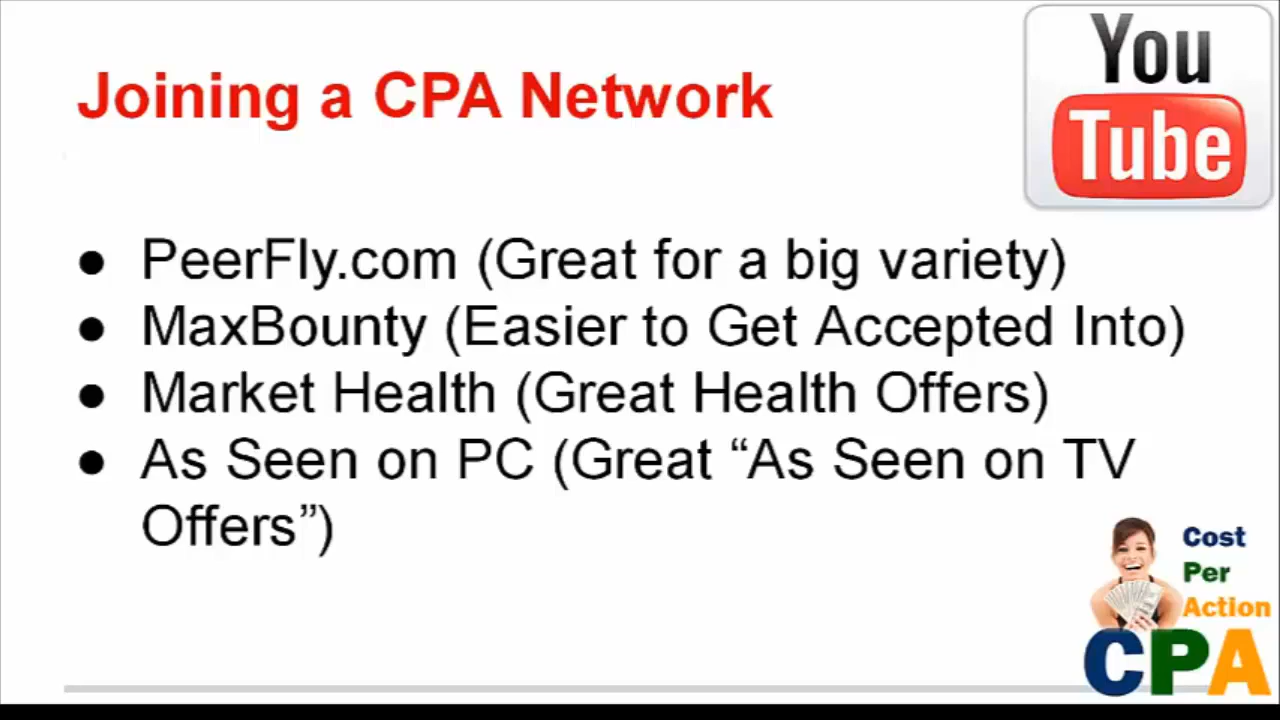 Joining a CPA Network
You
Tube
● PeerFly.com (Great for a big variety)
● MaxBounty (Easier to Get Accepted Into)
● Market Health (Great Health Offers)
● As Seen on PC (Great “As Seen on TV
Offers”)
Cost
Per
Action
CPA